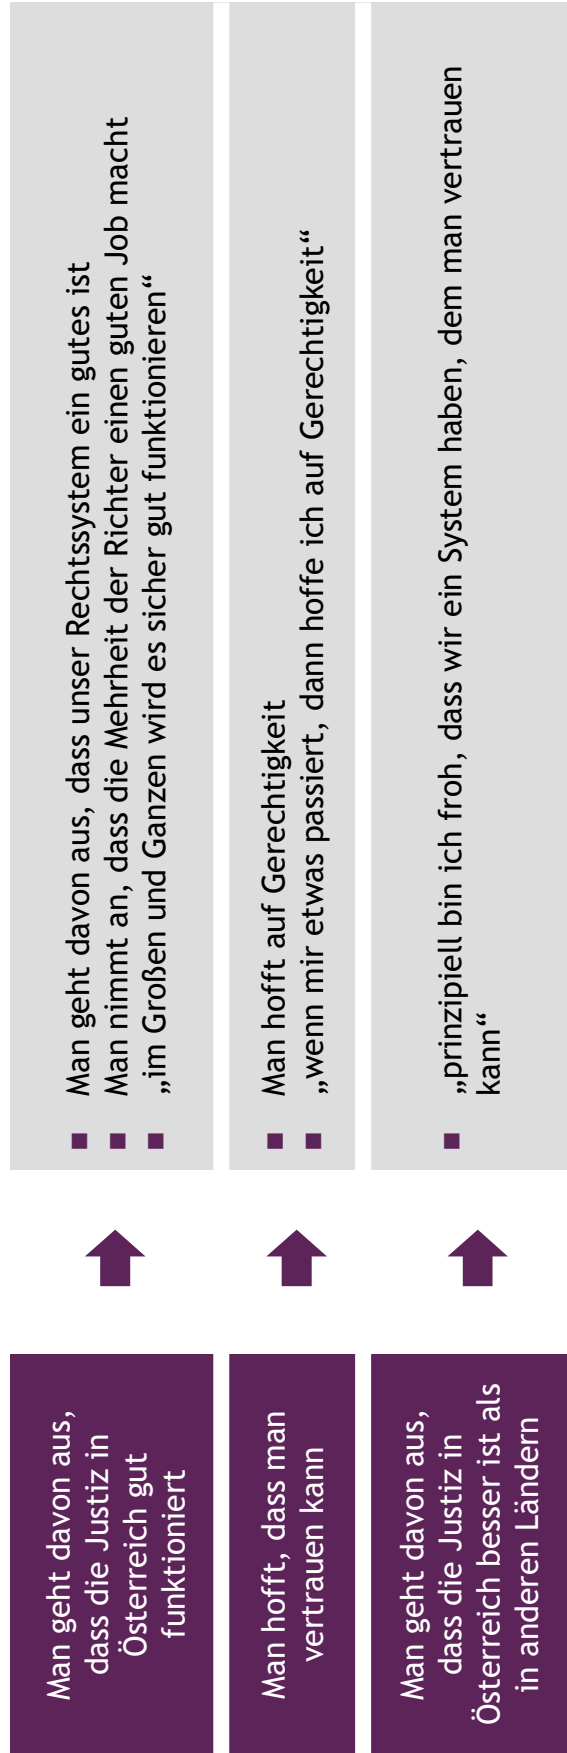 Man geht davon aus,
dass die Justiz in
Österreich gut
funktioniert
Man geht davon aus, dass unser Rechtssystem ein gutes ist
Man nimmt an, dass die Mehrheit der Richter einen guten Job macht
„im Großen und Ganzen wird es sicher gut funktionieren“
Man hofft, dass man
vertrauen kann
Man hofft auf Gerechtigkeit
„wenn mir etwas passiert, dann hoffe ich auf Gerechtigkeit“
Man geht davon aus,
dass die Justiz in
Österreich besser ist als
in anderen Ländern
„prinzipiell bin ich froh, dass wir ein System haben, dem man vertrauen
kann“